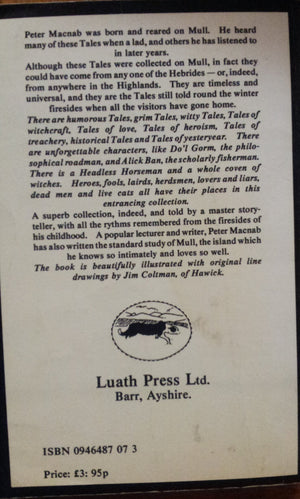 Peter Macnab was born and reared on Mull. He heard
many of these Tales when a lad, and others he has listened to
in later years.
Although these Tales were collected on Mull, in fact they
could have come from any one of the Hebrides — or, indeed,
from anywhere in the Highlands. They are timeless and
universal, and they are the Tales still told round the winter
firesides when all the visitors have gone home.
There are humorous Tales, grim Tales, witty Tales, Tales of
witchcraft, Tales of love, Tales of heroism, Tales of
treachery, historical Tales and Tales of yesteryear. There
are unforgettable characters, like Do'l Gorm, the philo-
sophical roadman, and Alick Ban, the scholarly fisherman.
There is a Headless Horseman and a whole coven of
witches. Heroes, fools, lairds, herdsmen, lovers and liars,
dead men and live cats all have their places in this
entrancing collection.
A superb collection, indeed, and told by a master story-
teller, with all the rythms remembered from the firesides of
his childhood. A popular lecturer and writer, Peter Macnab
has also written the standard study of Mull, the island which
he knows so intimately and loves so well.
The book is beautifully illustrated with original line
drawings by Jim Coltman, of Hawick.
Luath Press Ltd.
Barr, Ayshire.
ISBN 0946487 07 3
Price: £3: 95p